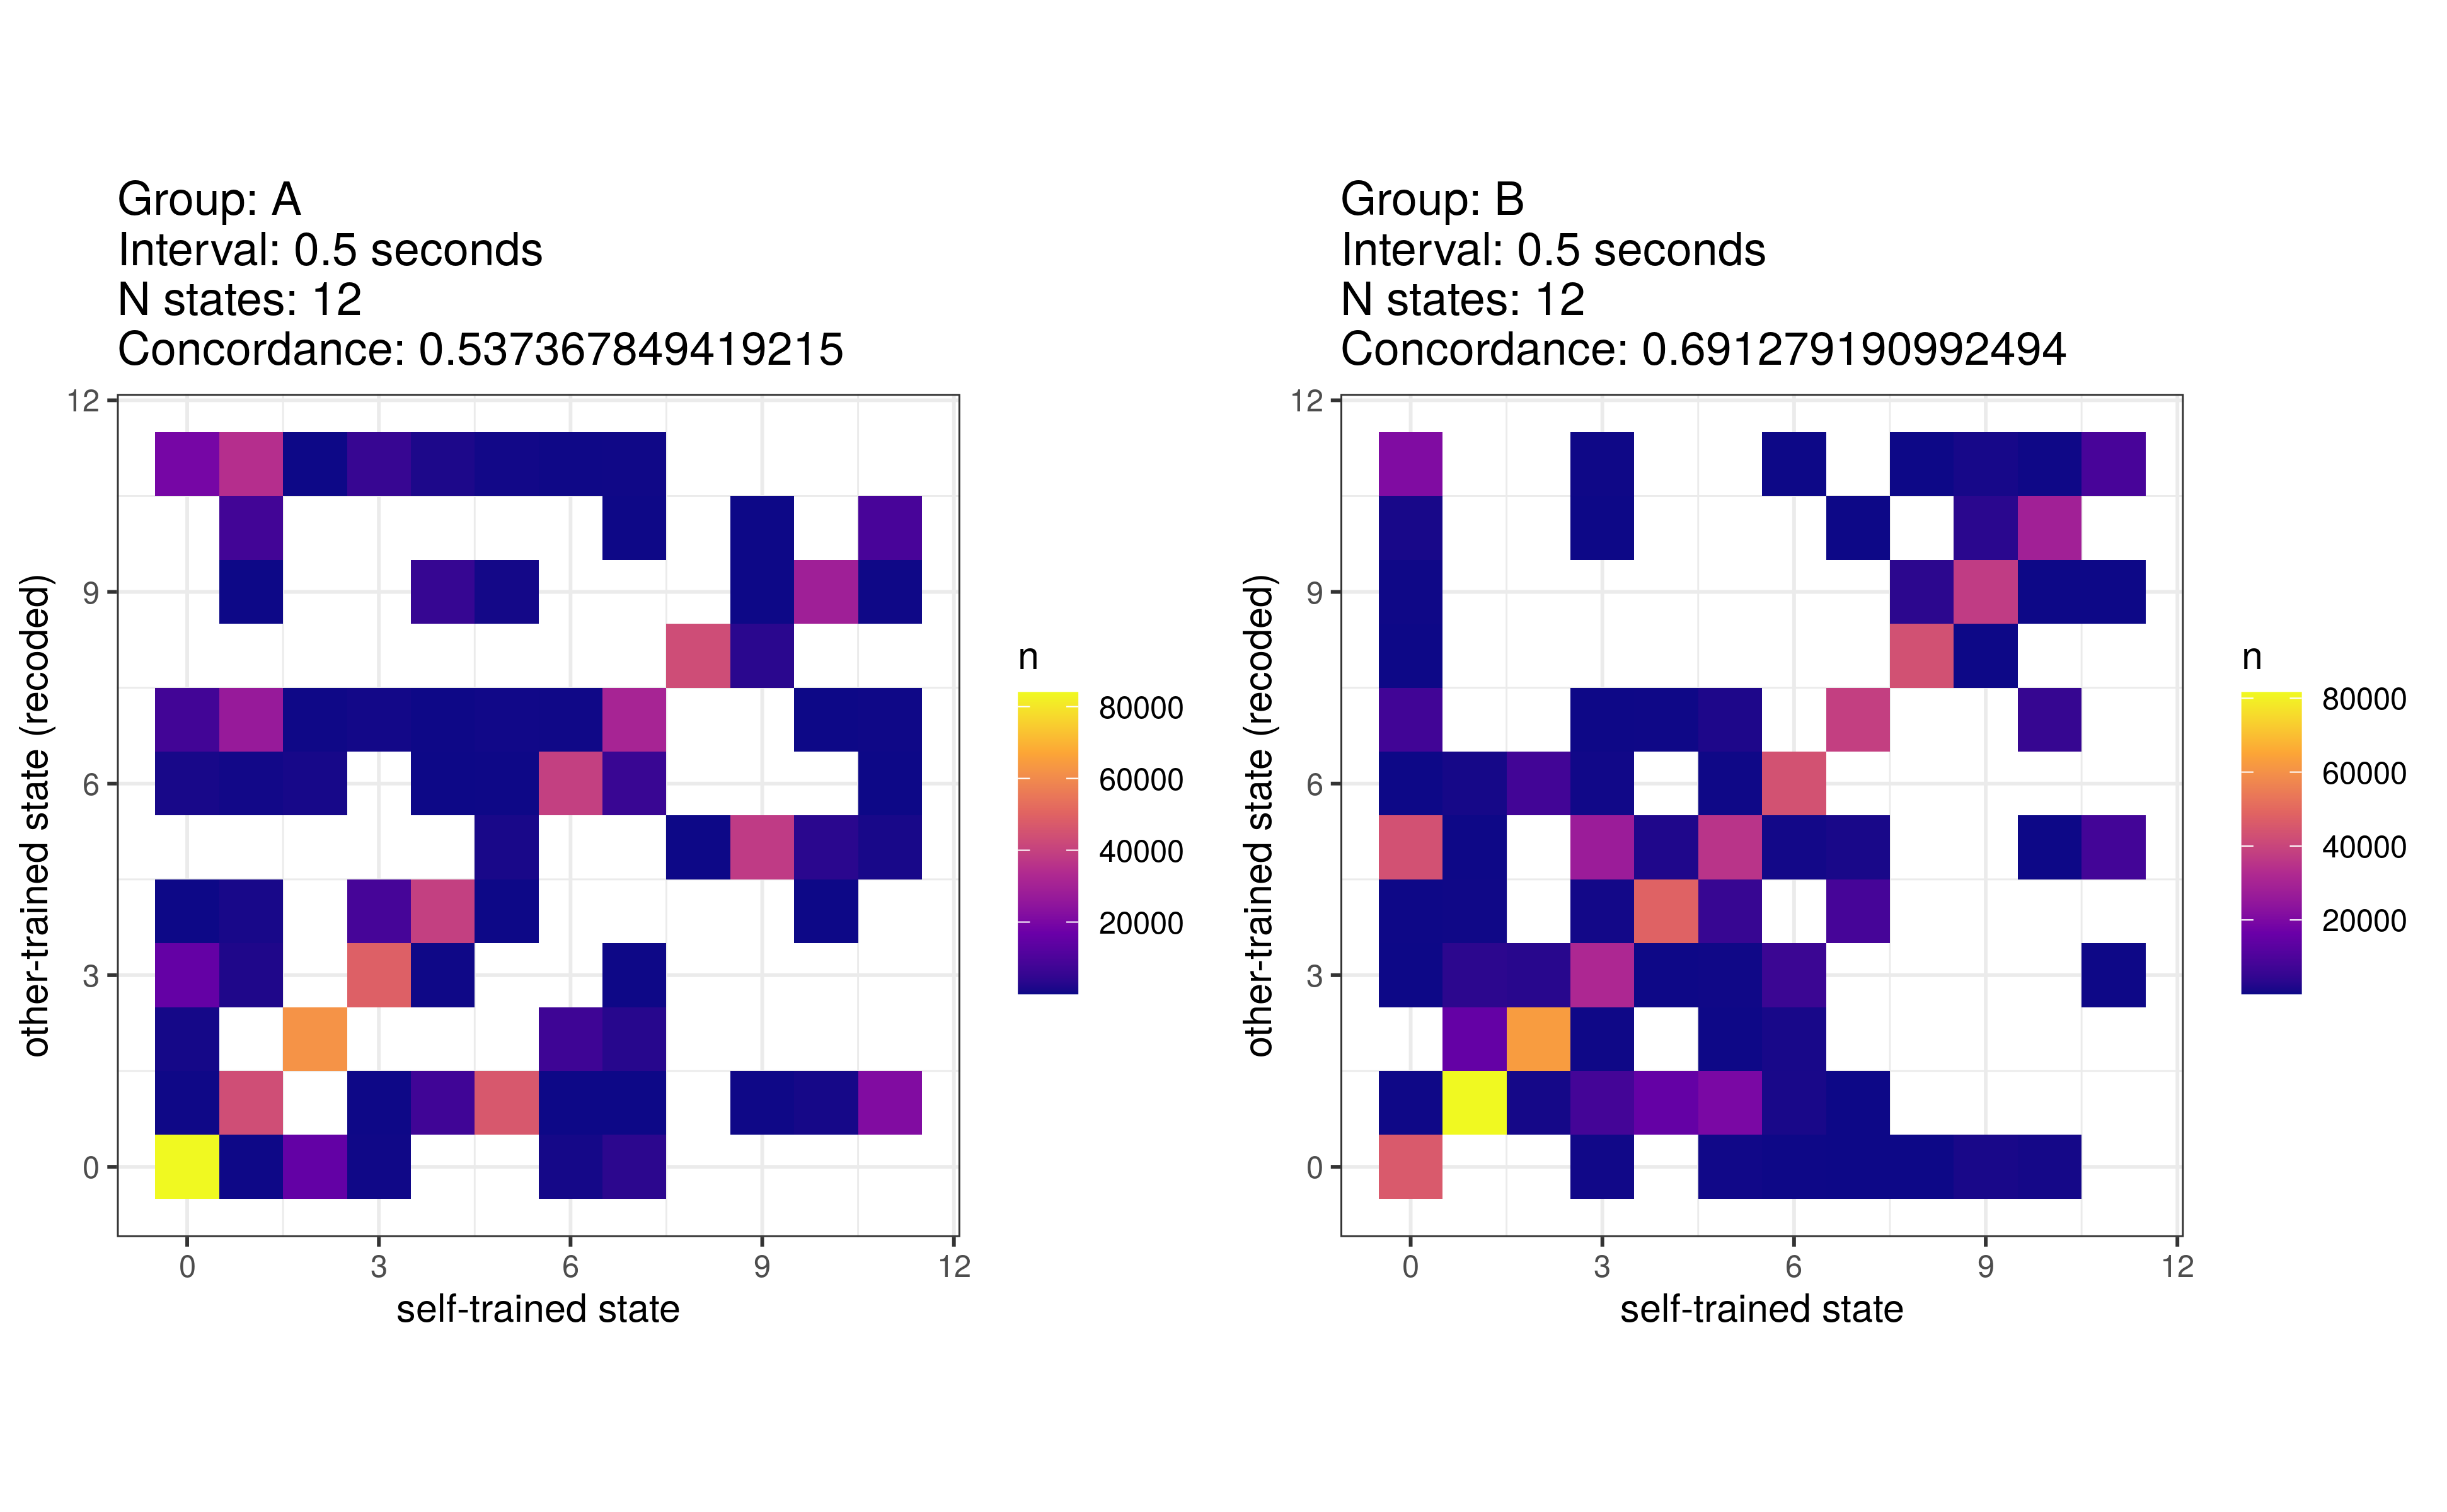 Group: A
Interval: 0.5 seconds
N states: 12
Concordance: 0.537367849419215
12
9
6
3
0
0 3 6 9 12
self-trained state
other-trained state (recoded)
n
80000
60000
40000
20000
Group: B
Interval: 0.5 seconds
N states: 12
Concordance: 0.691279190992494
12
9
6
3
0
0 3 6 9 12
self-trained state
other-trained state (recoded)
n
80000
60000
40000
20000